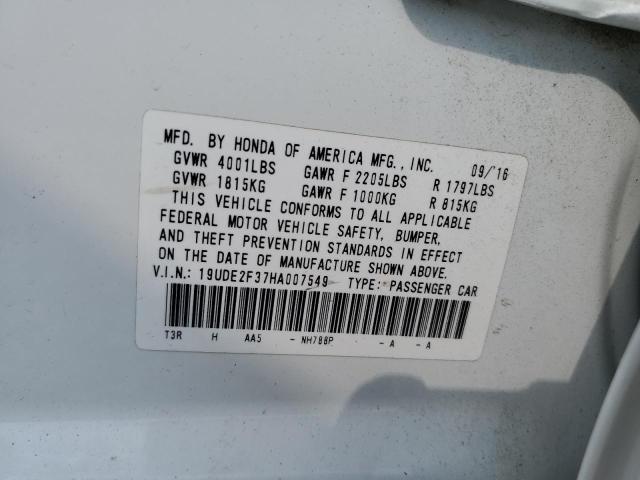 MFD. BY HONDA OF AMERICA MFG., INC. 09/'16
GVWR 4001LBS GAWR F 2205LBS R 1797LBS
GVWR 1815KG GAWR F 1000KG R 815KG
THIS VEHICLE CONFORMS TO ALL APPLICABLE
FEDERAL MOTOR VEHICLE SAFETY, BUMPER,
AND THEFT PREVENTION STANDARDS IN EFFECT
ON THE DATE OF MANUFACTURE SHOWN ABOVE.
V.I.N.: 19UDE2F37HA007549 TYPE: PASSENGER CAR
T3R H AA5 - NH788P - A - A